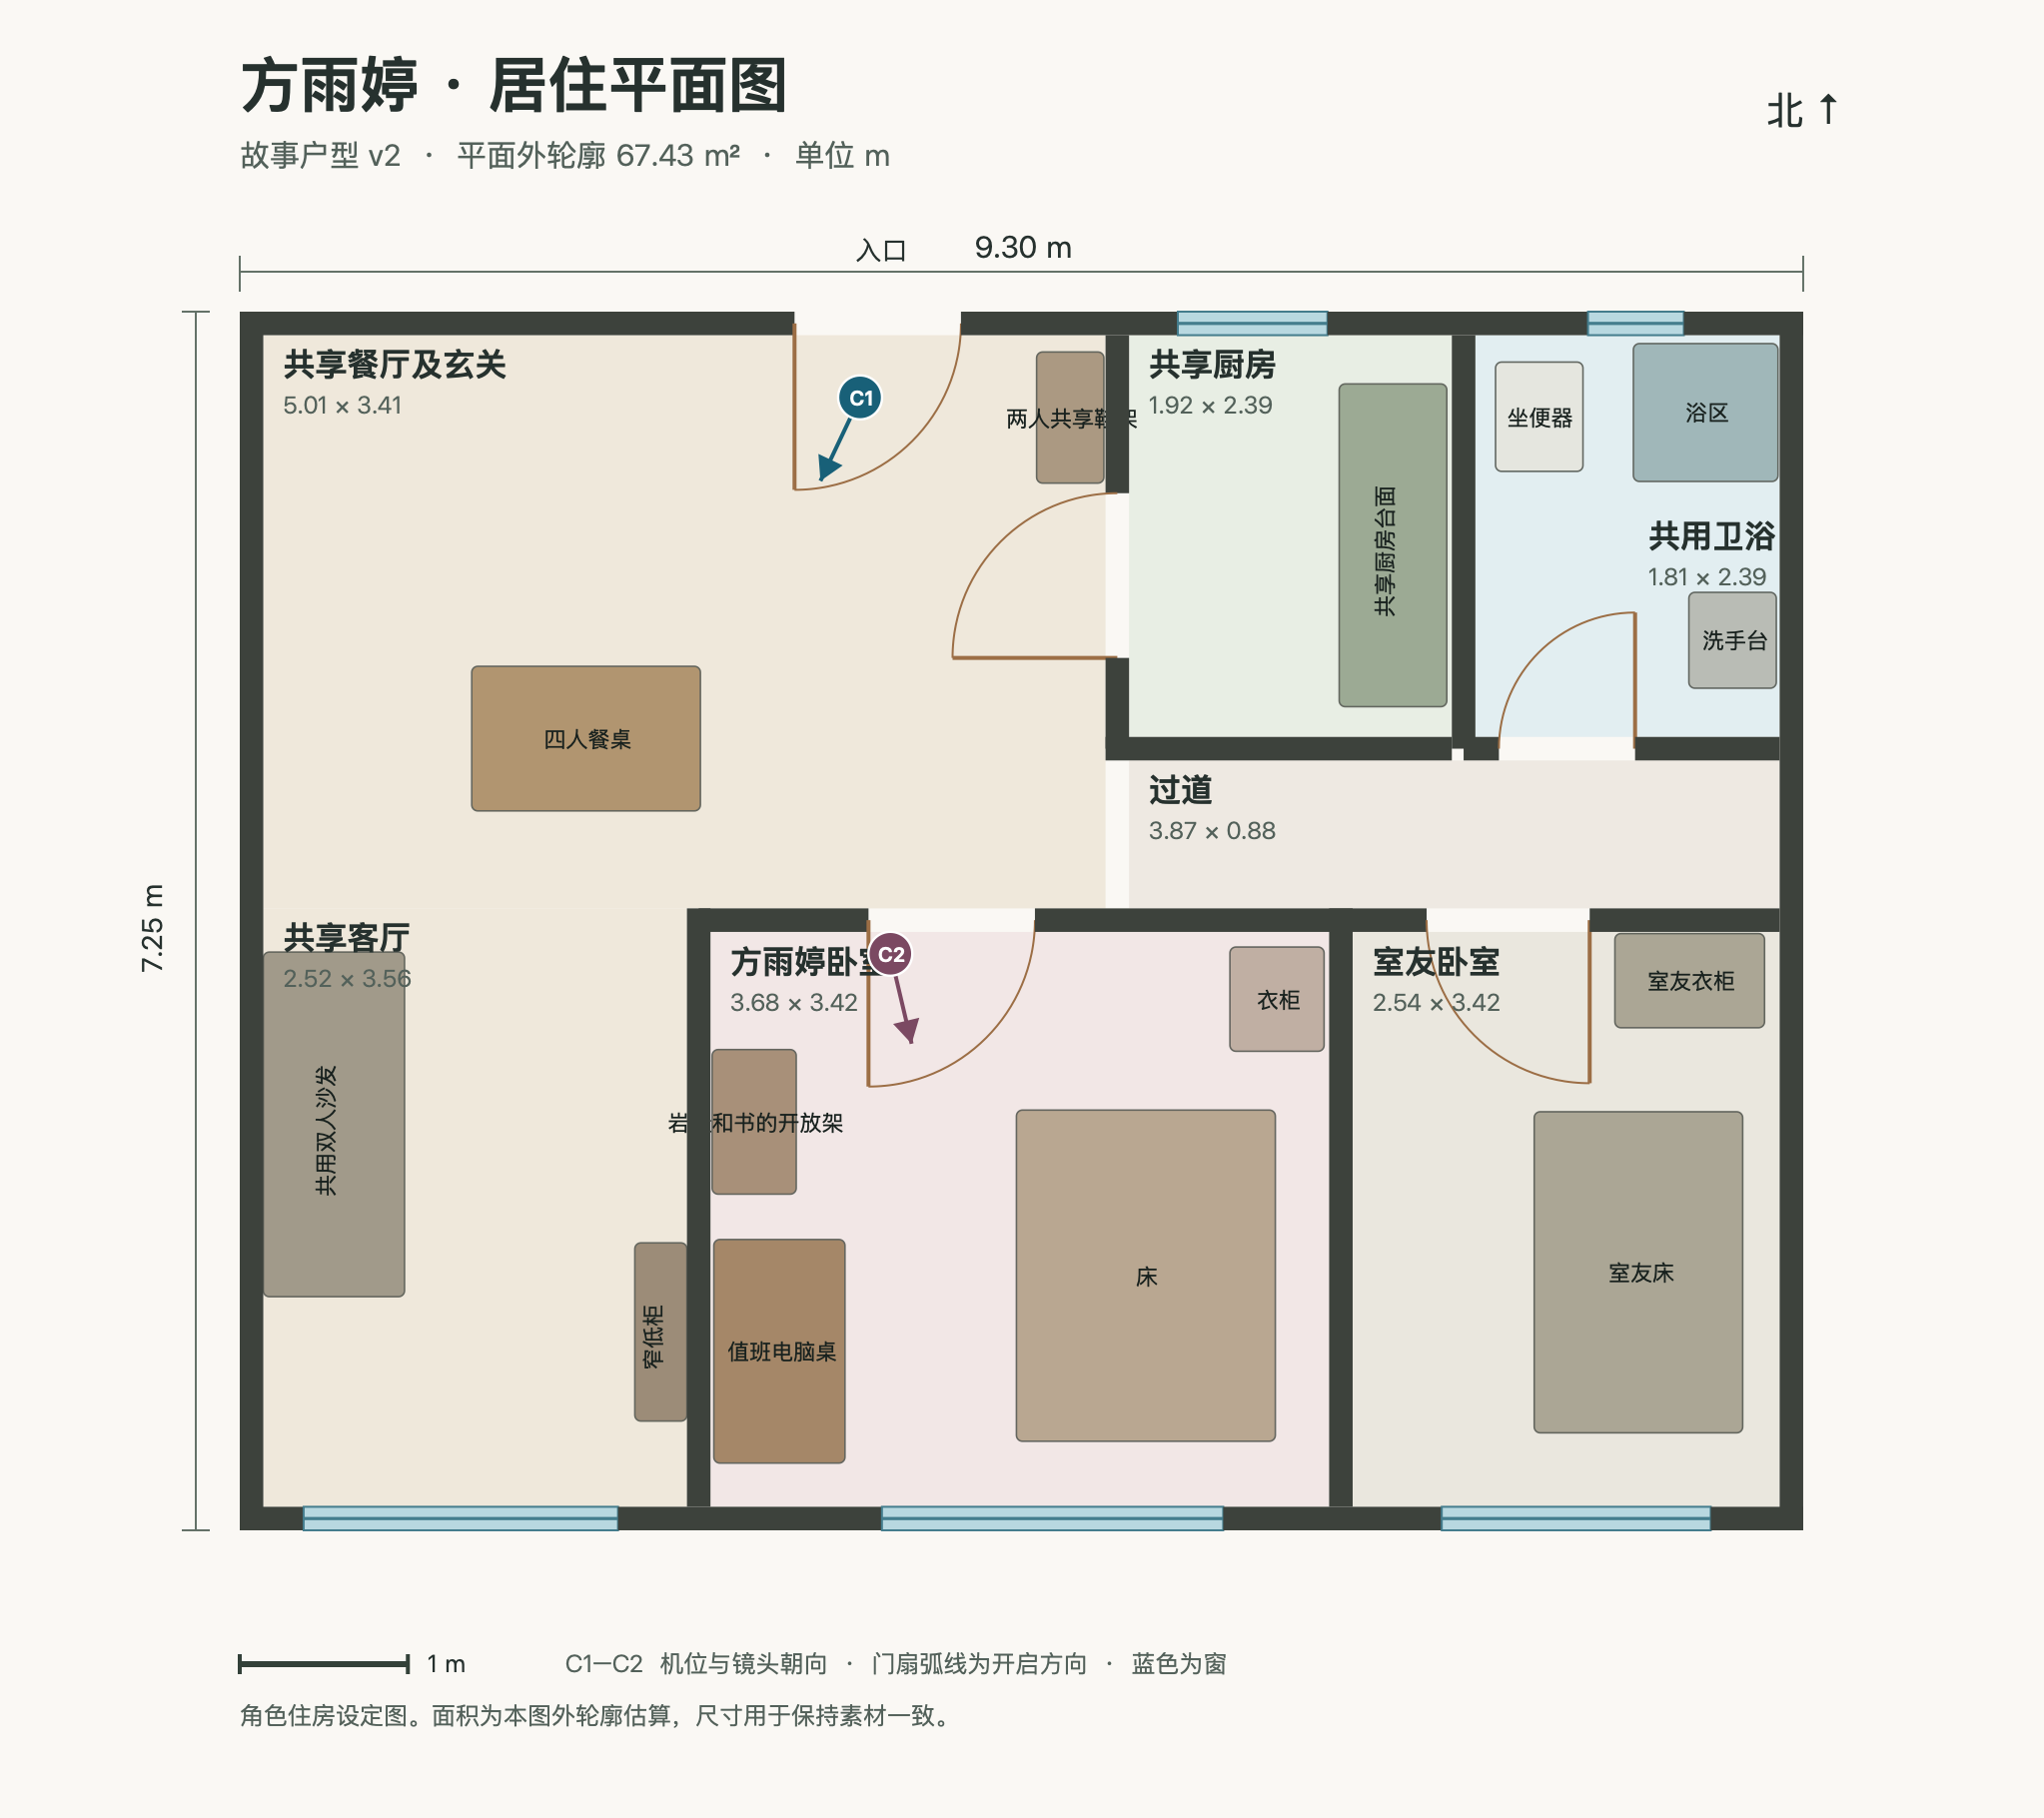 方雨婷 · 居住平面图
北 ↑
故事户型 v2 · 平面外轮廓 67.43 m² · 单位 m
入口
9.30 m
7.25 m
共享餐厅及玄关
5.01 × 3.41
C1
两人共享鞋架
共享厨房
1.92 × 2.39
共享厨房台面
坐便器
浴区
共用卫浴
1.81 × 2.39
洗手台
四人餐桌
过道
3.87 × 0.88
共享客厅
2.52 × 3.56
共用双人沙发
窄低柜
方雨婷卧室
3.68 × 3.42
C2
衣柜
和书的开放架
值班电脑桌
床
室友卧室
2.54 × 3.42
室友衣柜
室友床
1 m
C1—C2 机位与镜头朝向 · 门扇弧线为开启方向 · 蓝色为窗
角色住房设定图。面积为本图外轮廓估算，尺寸用于保持素材一致。